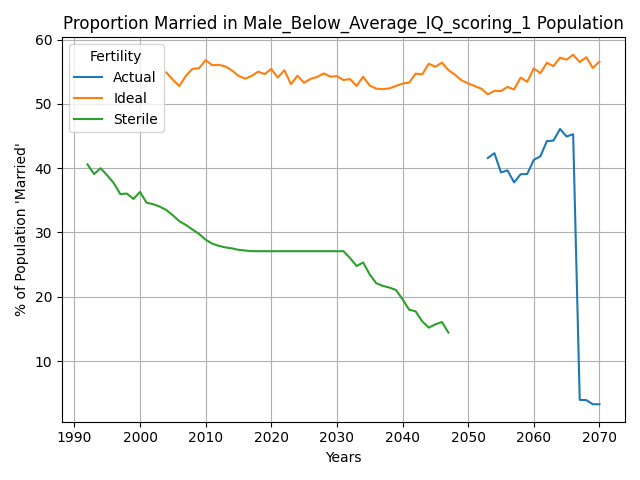 Proportion Married in Male_Below_Average_IQ_scoring_1 Population
Fertility
Actual
Ideal
Sterile
% of Population 'Married'
60
50
40
30
20
10
1990 2000 2010 2020 2030 2040 2050 2060 2070
Years